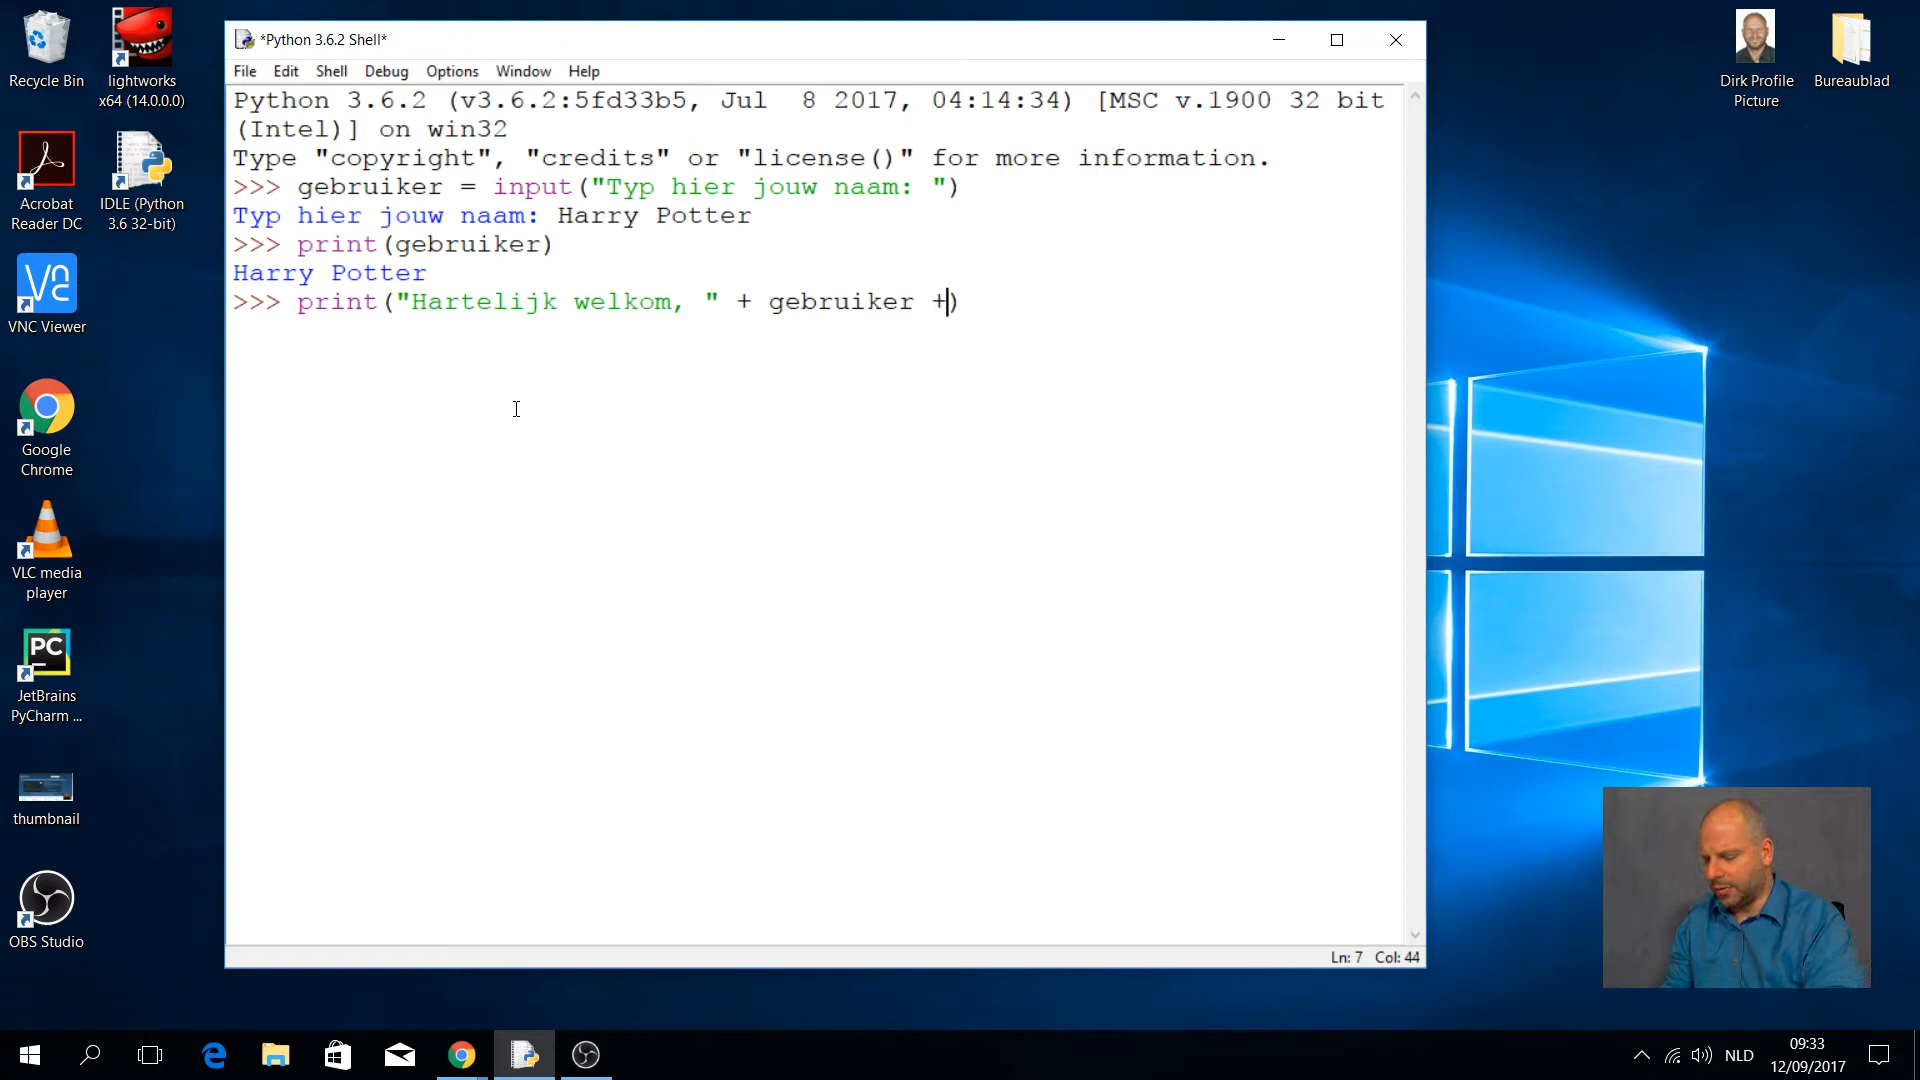 Recycle Bin
lightworks
x64 (14.0.0.0)
Acrobat
Reader DC
IDLE (Python
3.6 32-bit)
VNC Viewer
Google
Chrome
VLC media
player
PC
JetBrains
PyCharm ...
thumbnail
OBS Studio
*Python 3.6.2 Shell*
File Edit Shell Debug Options Window Help
Python 3.6.2 (v3.6.2:5fd33b5, Jul  8 2017, 04:14:34) [MSC v.1900 32 bit
(Intel)] on win32
Type "copyright", "credits" or "license()" for more information.
>>> gebruiker = input("Typ hier jouw naam: ")
Typ hier jouw naam: Harry Potter
>>> print(gebruiker)
Harry Potter
>>> print("Hartelijk welkom, " + gebruiker +)
Ln: 7 Col: 44
Dirk Profile
Picture
Bureaublad
NLD
09:33
12/09/2017